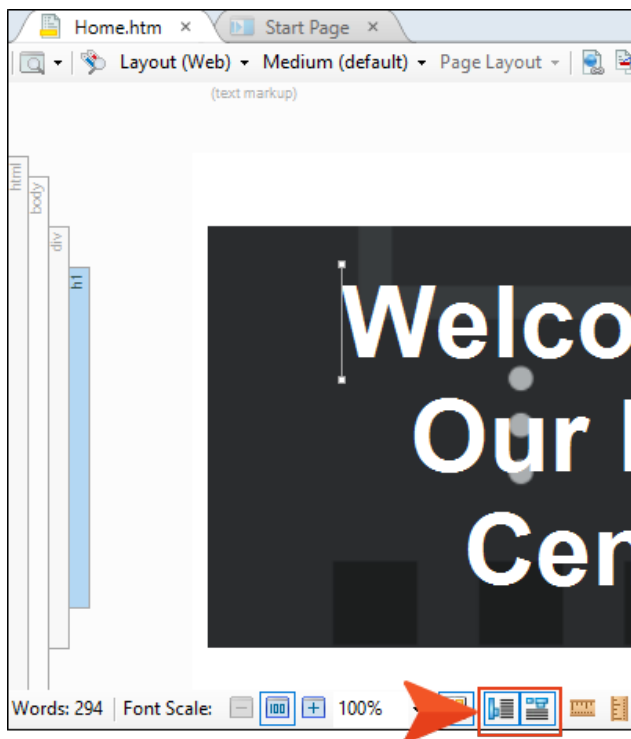 Home.htm × Start Page ×
Layout (Web) Medium (default) Page Layout
(text markup)
html
body
div
h1
Welco
Our
Cen
Words: 294 Font Scale: 100 100%